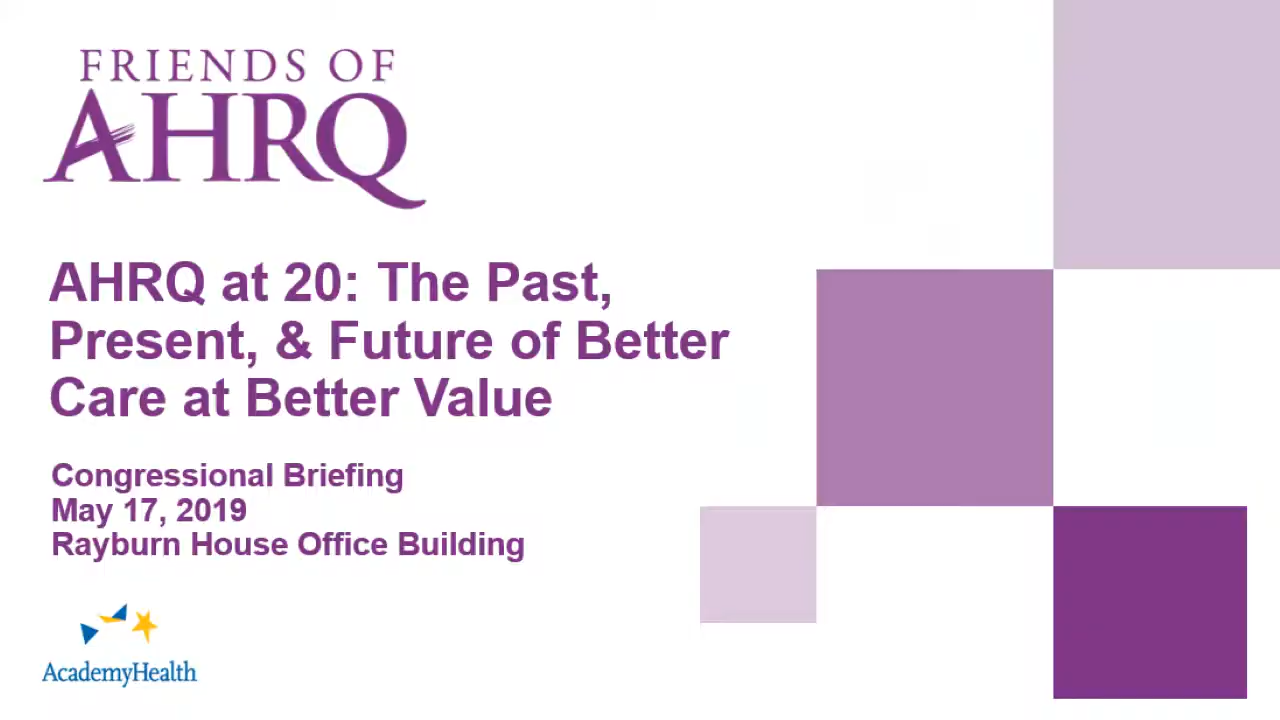 FRIENDS OF
AHRQ
AHRQ at 20: The Past,
Present, & Future of Better
Care at Better Value
Congressional Briefing
May 17, 2019
Rayburn House Office Building
AcademyHealth